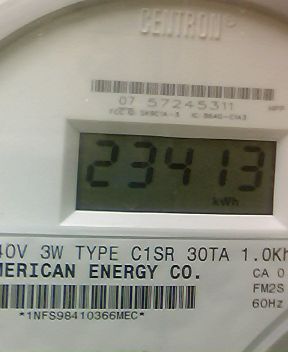 CENTRON
07 57245311
23413
kWh
40V 3W TYPE C1SR 30TA 1.0Kh
MERICAN ENERGY CO.
CA 0
FM2S
60Hz
*1NFS98410366MEC*